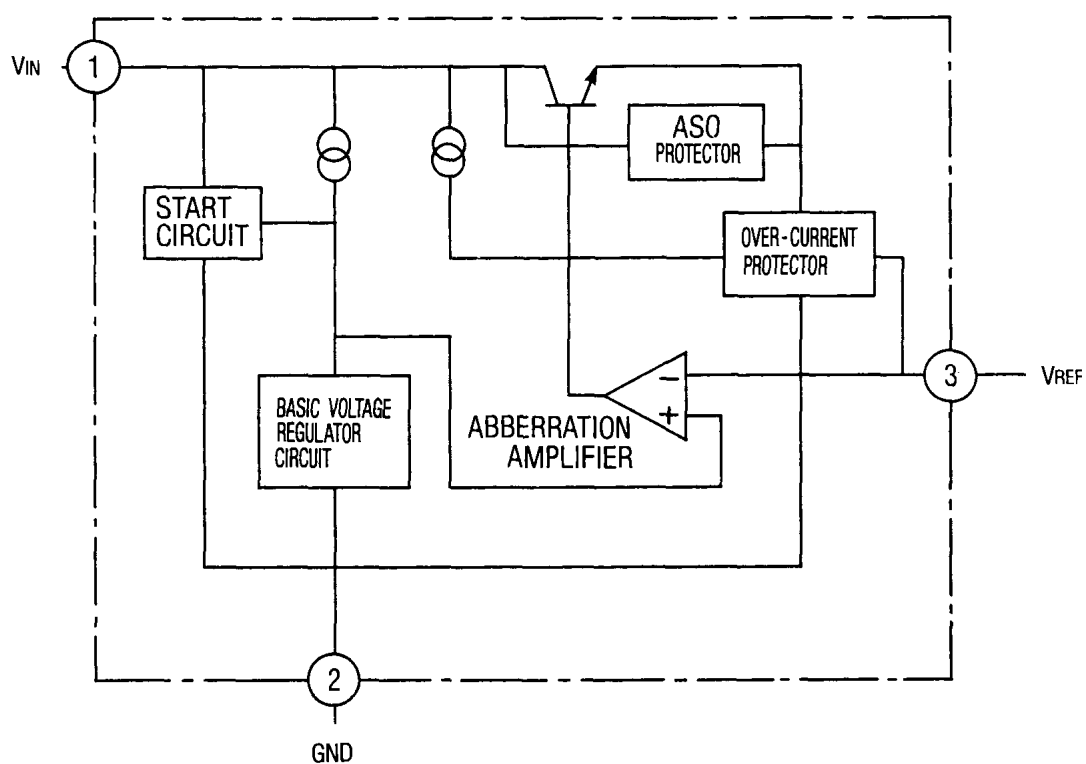 VIN
1
ASO
PROTECTOR
START
CIRCUIT
OVER-CURRENT
PROTECTOR
3
VREF
BASIC VOLTAGE
REGULATOR
CIRCUIT
−
+
ABBERRATION
AMPLIFIER
2
GND